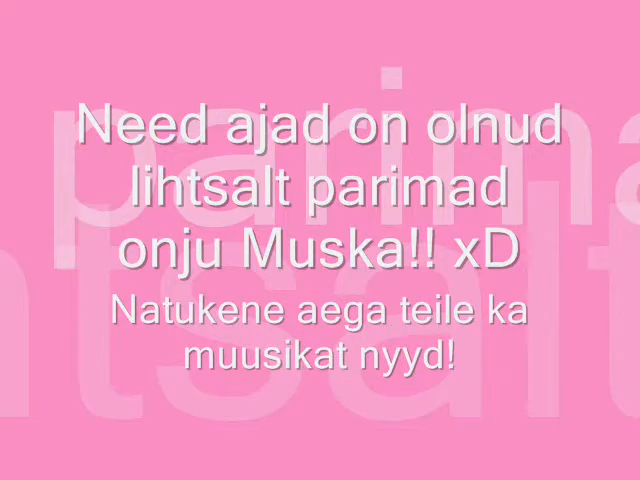 Need ajad on olnud
lihtsalt parimad
onju Muska!! xD
Natukene aega teile ka
muusikat nyyd!